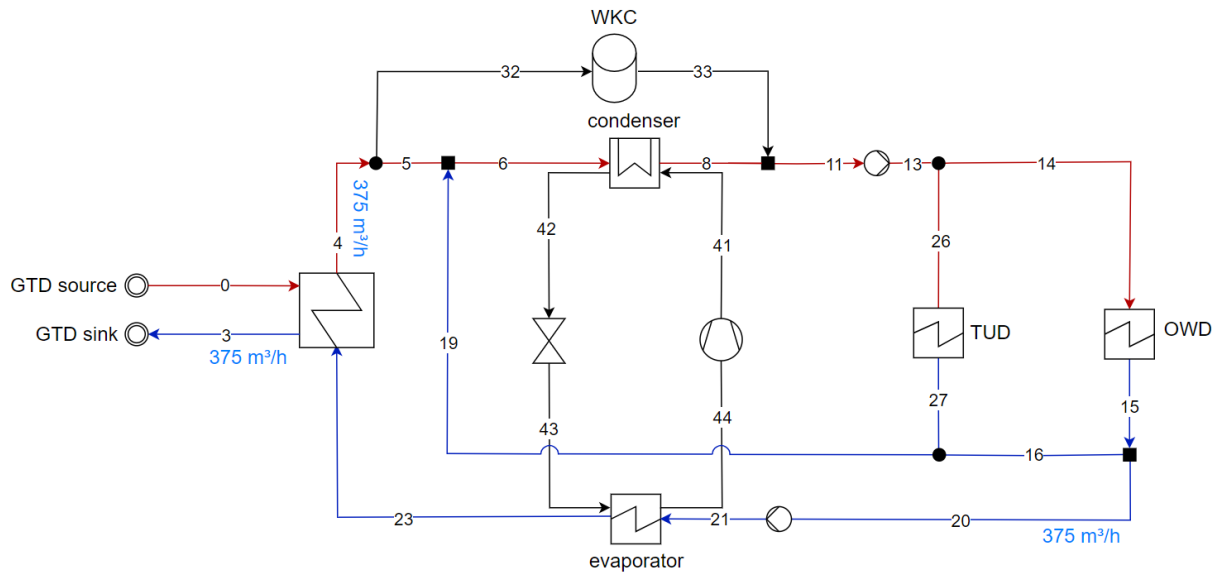 WKC
32
33
condenser
5
6
8
11
13
14
375 m³/h
4
42
41
26
GTD source
0
GTD sink
3
375 m³/h
19
TUD
OWD
43
44
27
15
16
23
21
20
375 m³/h
evaporator